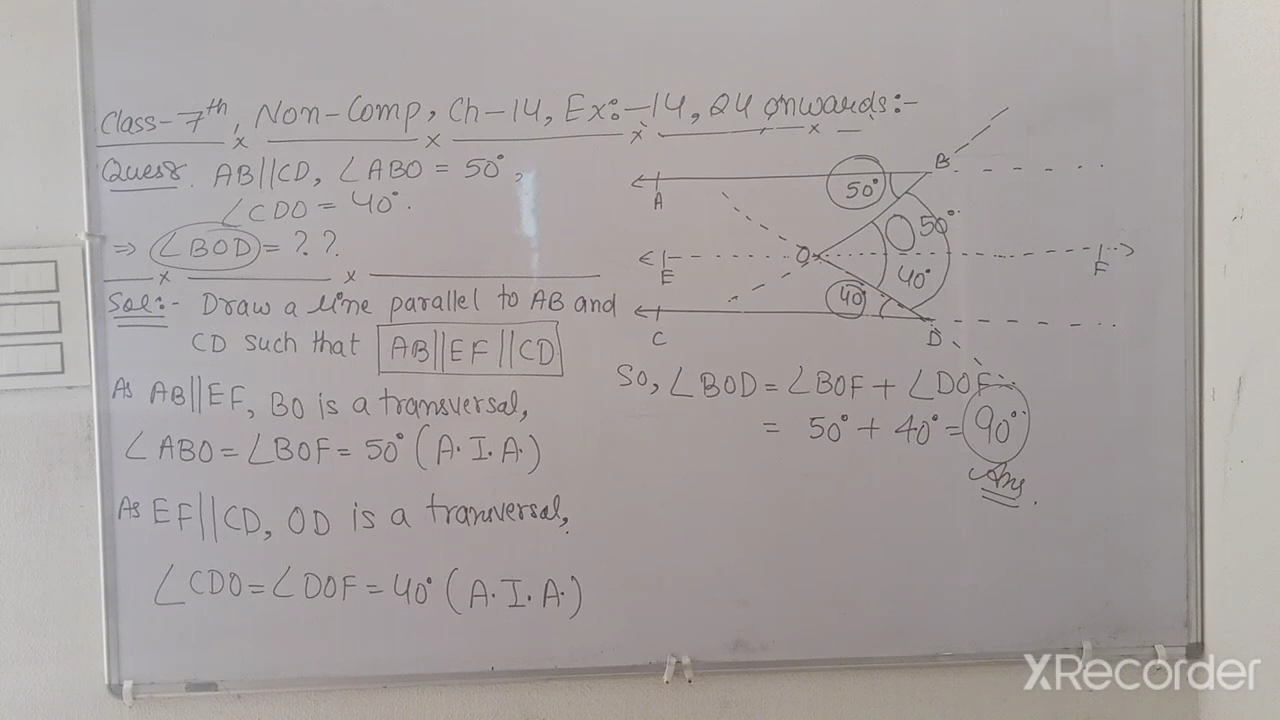 Class-7th, Non-Comp, Ch-14, Ex:-14, 24 onwards:-
Ques8. AB||CD, ∠ABO = 50°,
∠CDO = 40°.
⇒ ∠BOD = ??
Sol:- Draw a line parallel to AB and
CD such that AB||EF||CD
As AB||EF, BO is a transversal,
∠ABO = ∠BOF = 50° (A.I.A.)
As EF||CD, OD is a transversal,
∠CDO = ∠DOF = 40° (A.I.A.)
A
50°
B
50°
E
O
40°
F
40°
C
D
So, ∠BOD = ∠BOF + ∠DOF
= 50° + 40° = 90°
Ans.
XRecorder